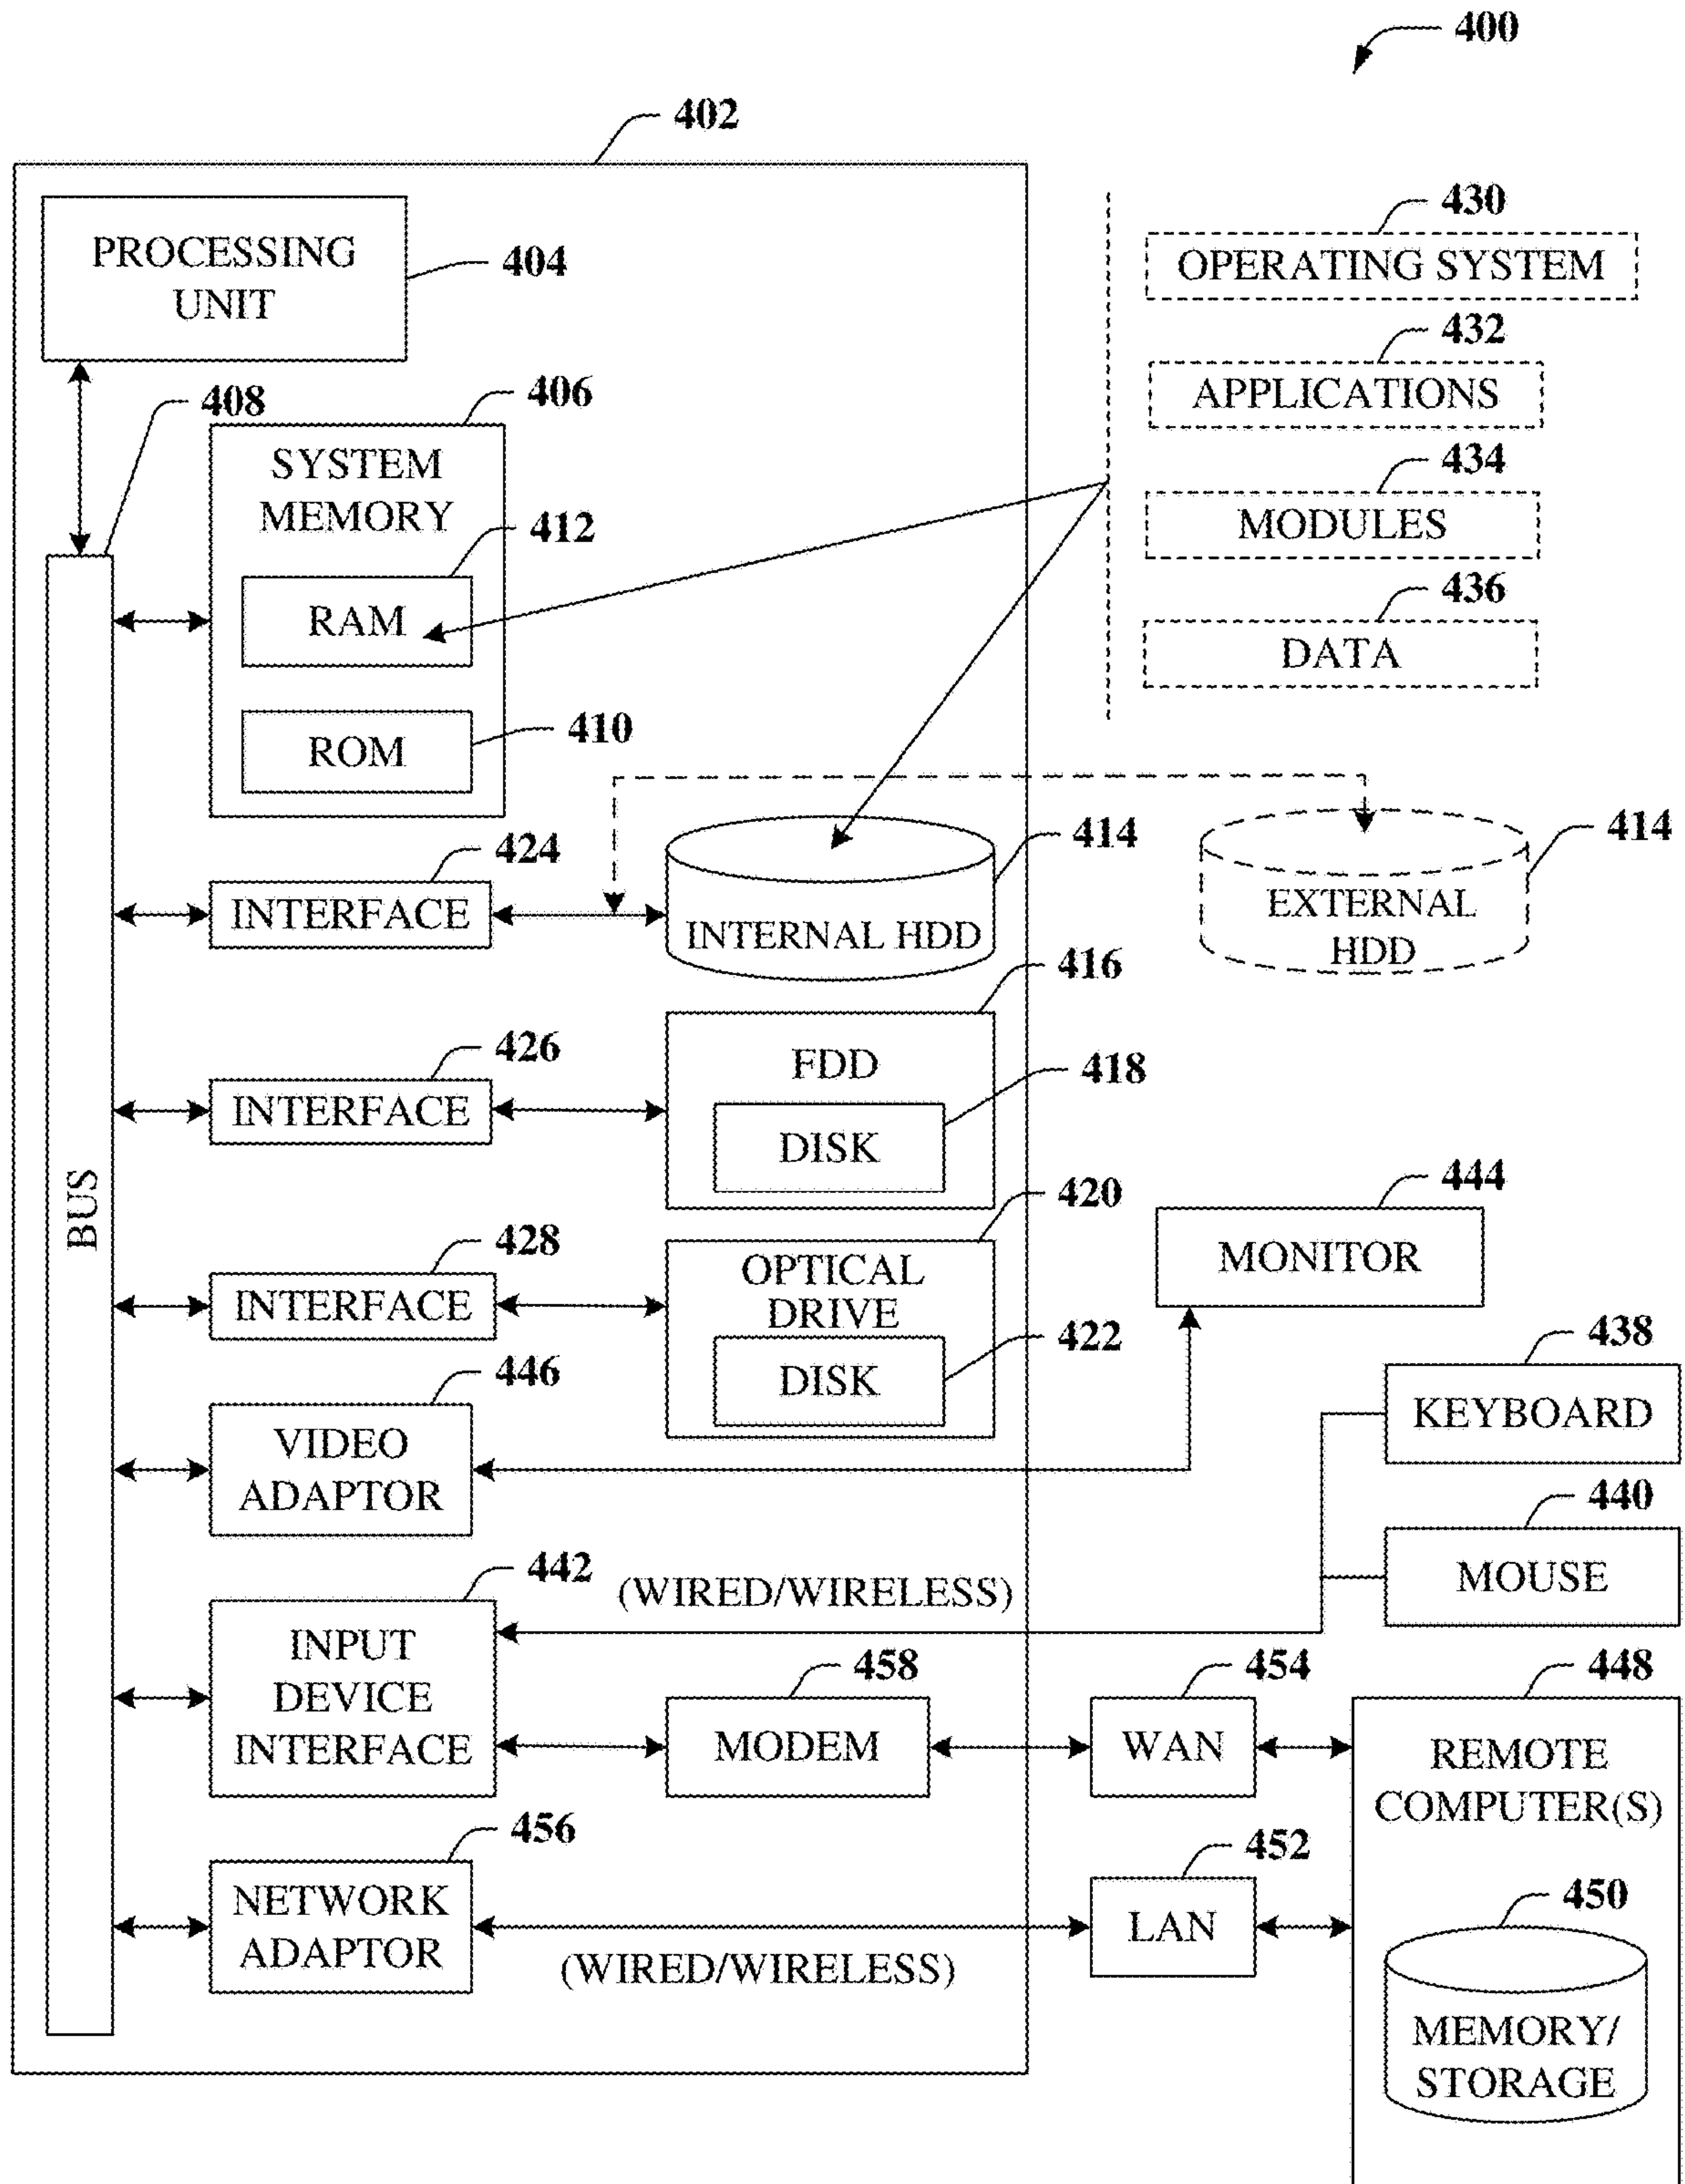 400
402
PROCESSING
UNIT
404
430
OPERATING SYSTEM
432
APPLICATIONS
434
MODULES
436
DATA
408
406
SYSTEM
MEMORY
412
RAM
410
ROM
BUS
424
INTERFACE
414
INTERNAL HDD
414
EXTERNAL
HDD
426
INTERFACE
416
FDD
418
DISK
428
INTERFACE
420
OPTICAL
DRIVE
422
DISK
444
MONITOR
446
VIDEO
ADAPTOR
438
KEYBOARD
440
MOUSE
442
(WIRED/WIRELESS)
INPUT
DEVICE
INTERFACE
458
MODEM
454
WAN
448
REMOTE
COMPUTER(S)
456
NETWORK
ADAPTOR
(WIRED/WIRELESS)
452
LAN
450
MEMORY/
STORAGE